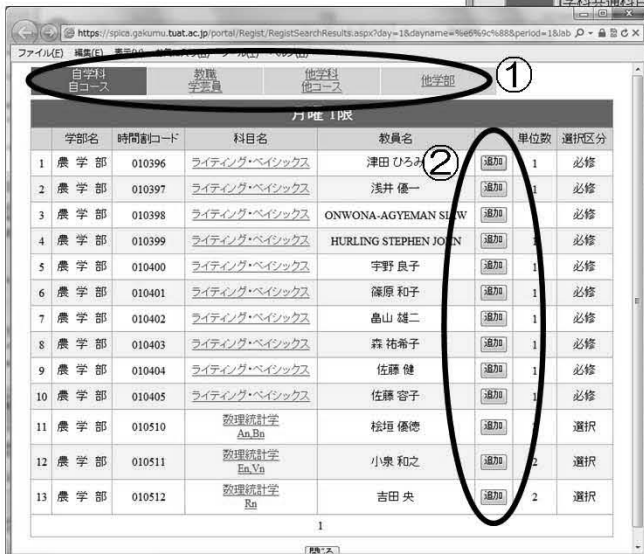 https://spica.gakumu.tuat.ac.jp/portal/Regist/RegistSearchResults.aspx?day=1&dayname=%e6%9c%88&period=1&lab
ファイル(F) 編集(E)
自学科
自コース
教職
学芸員
他学科
他コース
他学部
①
月曜 1限
学部名 時間割コード 科目名 教員名 単位数 選択区分
②
1 農 学 部 010396 ライティング・ベイシックス 津田 ひろみ 追加 1 必修
2 農 学 部 010397 ライティング・ベイシックス 浅井 優一 追加 1 必修
3 農 学 部 010398 ライティング・ベイシックス ONWONA-AGYEMAN SIAW 追加 必修
4 農 学 部 010399 ライティング・ベイシックス HURLING STEPHEN JOHN 追加 1 必修
5 農 学 部 010400 ライティング・ベイシックス 宇野 良子 追加 1 必修
6 農 学 部 010401 ライティング・ベイシックス 篠原 和子 追加 1 必修
7 農 学 部 010402 ライティング・ベイシックス 畠山 雄二 追加 1 必修
8 農 学 部 010403 ライティング・ベイシックス 森 祐希子 追加 1 必修
9 農 学 部 010404 ライティング・ベイシックス 佐藤 健 追加 1 必修
10 農 学 部 010405 ライティング・ベイシックス 佐藤 容子 追加 1 必修
11 農 学 部 010510 数理統計学 桧垣 優徳 追加 選択
An,Bn
12 農 学 部 010511 数理統計学 小泉 和之 追加 2 選択
En,Vn
13 農 学 部 010512 数理統計学 吉田 央 追加 2 選択
Rn
1
閉じる